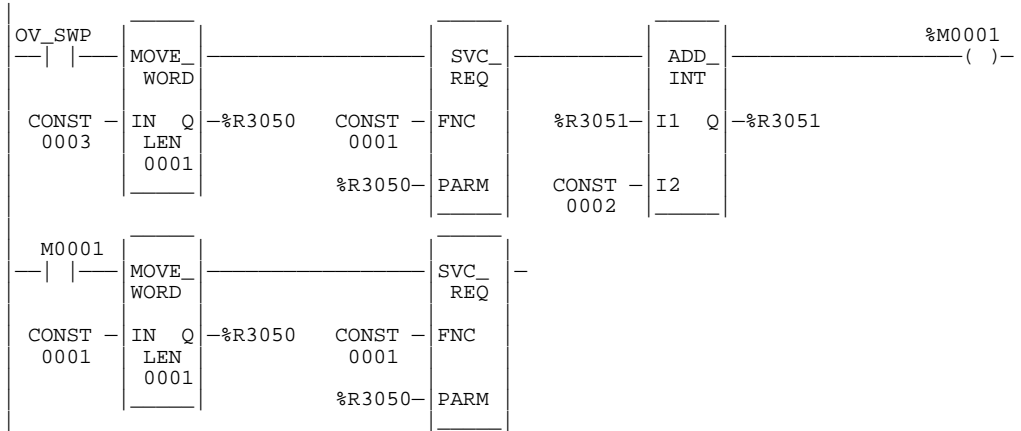 OV_SWP %M0001
MOVE_ SVC_ ADD_ ( )
WORD REQ INT
CONST IN Q %R3050 CONST FNC %R3051 I1 Q %R3051
0003 LEN 0001
0001
%R3050 PARM CONST I2
0002
M0001
MOVE_ SVC_
WORD REQ
CONST IN Q %R3050 CONST FNC
0001 LEN 0001
0001
%R3050 PARM